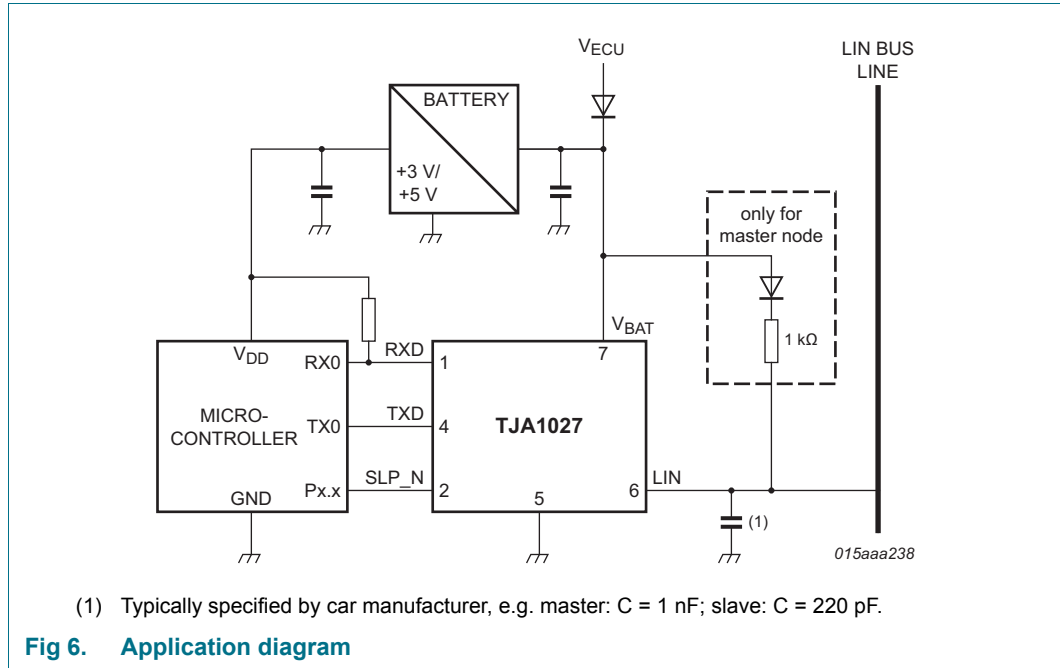 VECU
LIN BUS
LINE
BATTERY
+3 V/
+5 V
only for
master node
1 kΩ
VBAT
7
VDD
RX0
RXD
1
MICRO-
CONTROLLER
TX0
TXD
4
TJA1027
Px.x
SLP_N
2
GND
5
6
LIN
(1)
015aaa238
(1) Typically specified by car manufacturer, e.g. master: C = 1 nF; slave: C = 220 pF.
Fig 6. Application diagram